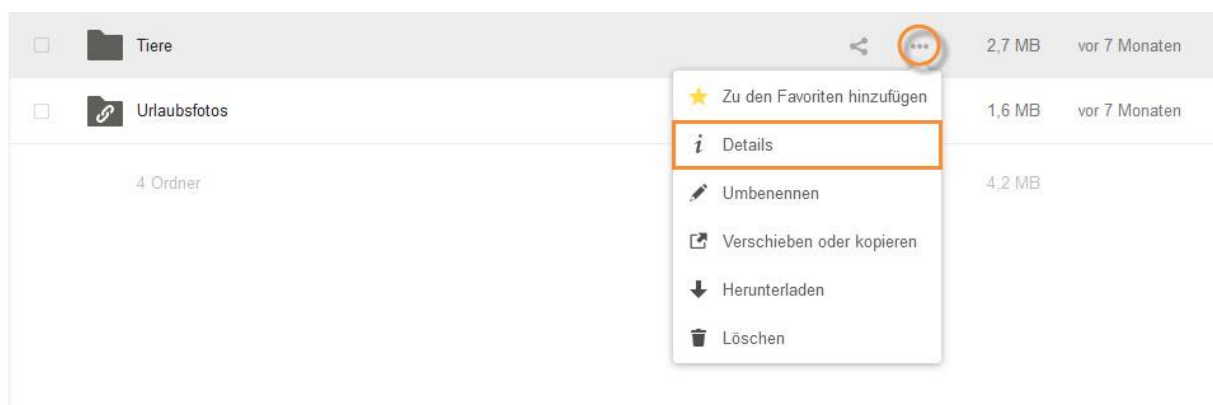 Tiere 2,7 MB vor 7 Monaten
Zu den Favoriten hinzufügen
Urlaubsfotos 1,6 MB vor 7 Monaten
Details
4 Ordner 4,2 MB
Umbenennen
Verschieben oder kopieren
Herunterladen
Löschen